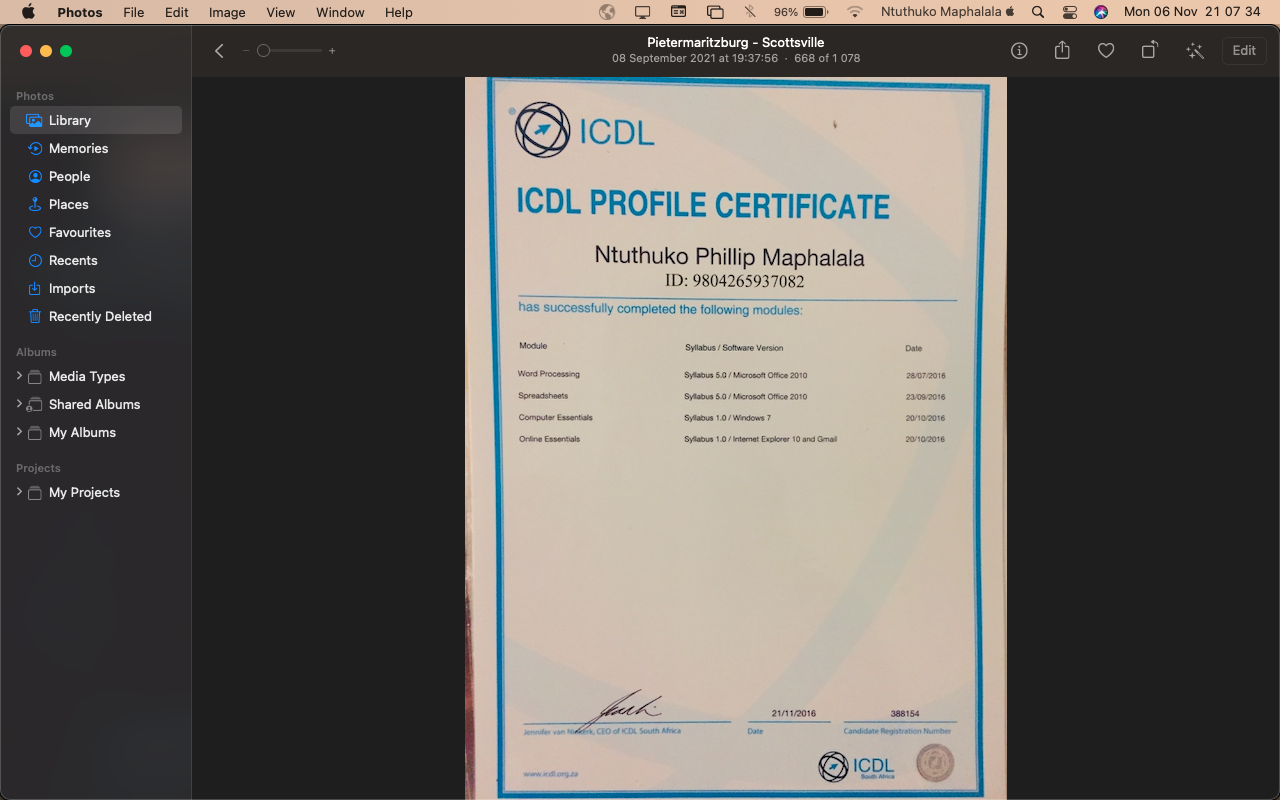 Photos File Edit Image View Window Help 96% Ntuthuko Maphalala Mon 06 Nov 21 07 34
Pietermaritzburg - Scottsville
08 September 2021 at 19:37:56 · 668 of 1 078
Edit
Photos
Library
Memories
People
Places
Favourites
Recents
Imports
Recently Deleted
Albums
Media Types
Shared Albums
My Albums
Projects
My Projects
® ICDL
ICDL PROFILE CERTIFICATE
Ntuthuko Phillip Maphalala
ID: 9804265937082
has successfully completed the following modules:
Module Syllabus / Software Version Date
Word Processing Syllabus 5.0 / Microsoft Office 2010 28/07/2016
Spreadsheets Syllabus 5.0 / Microsoft Office 2010 23/09/2016
Computer Essentials Syllabus 1.0 / Windows 7 20/10/2016
Online Essentials Syllabus 1.0 / Internet Explorer 10 and Gmail 20/10/2016
21/11/2016 388154
Jennifer van Niekerk, CEO of ICDL South Africa Date Candidate Registration Number
ICDL
South Africa
www.icdl.org.za